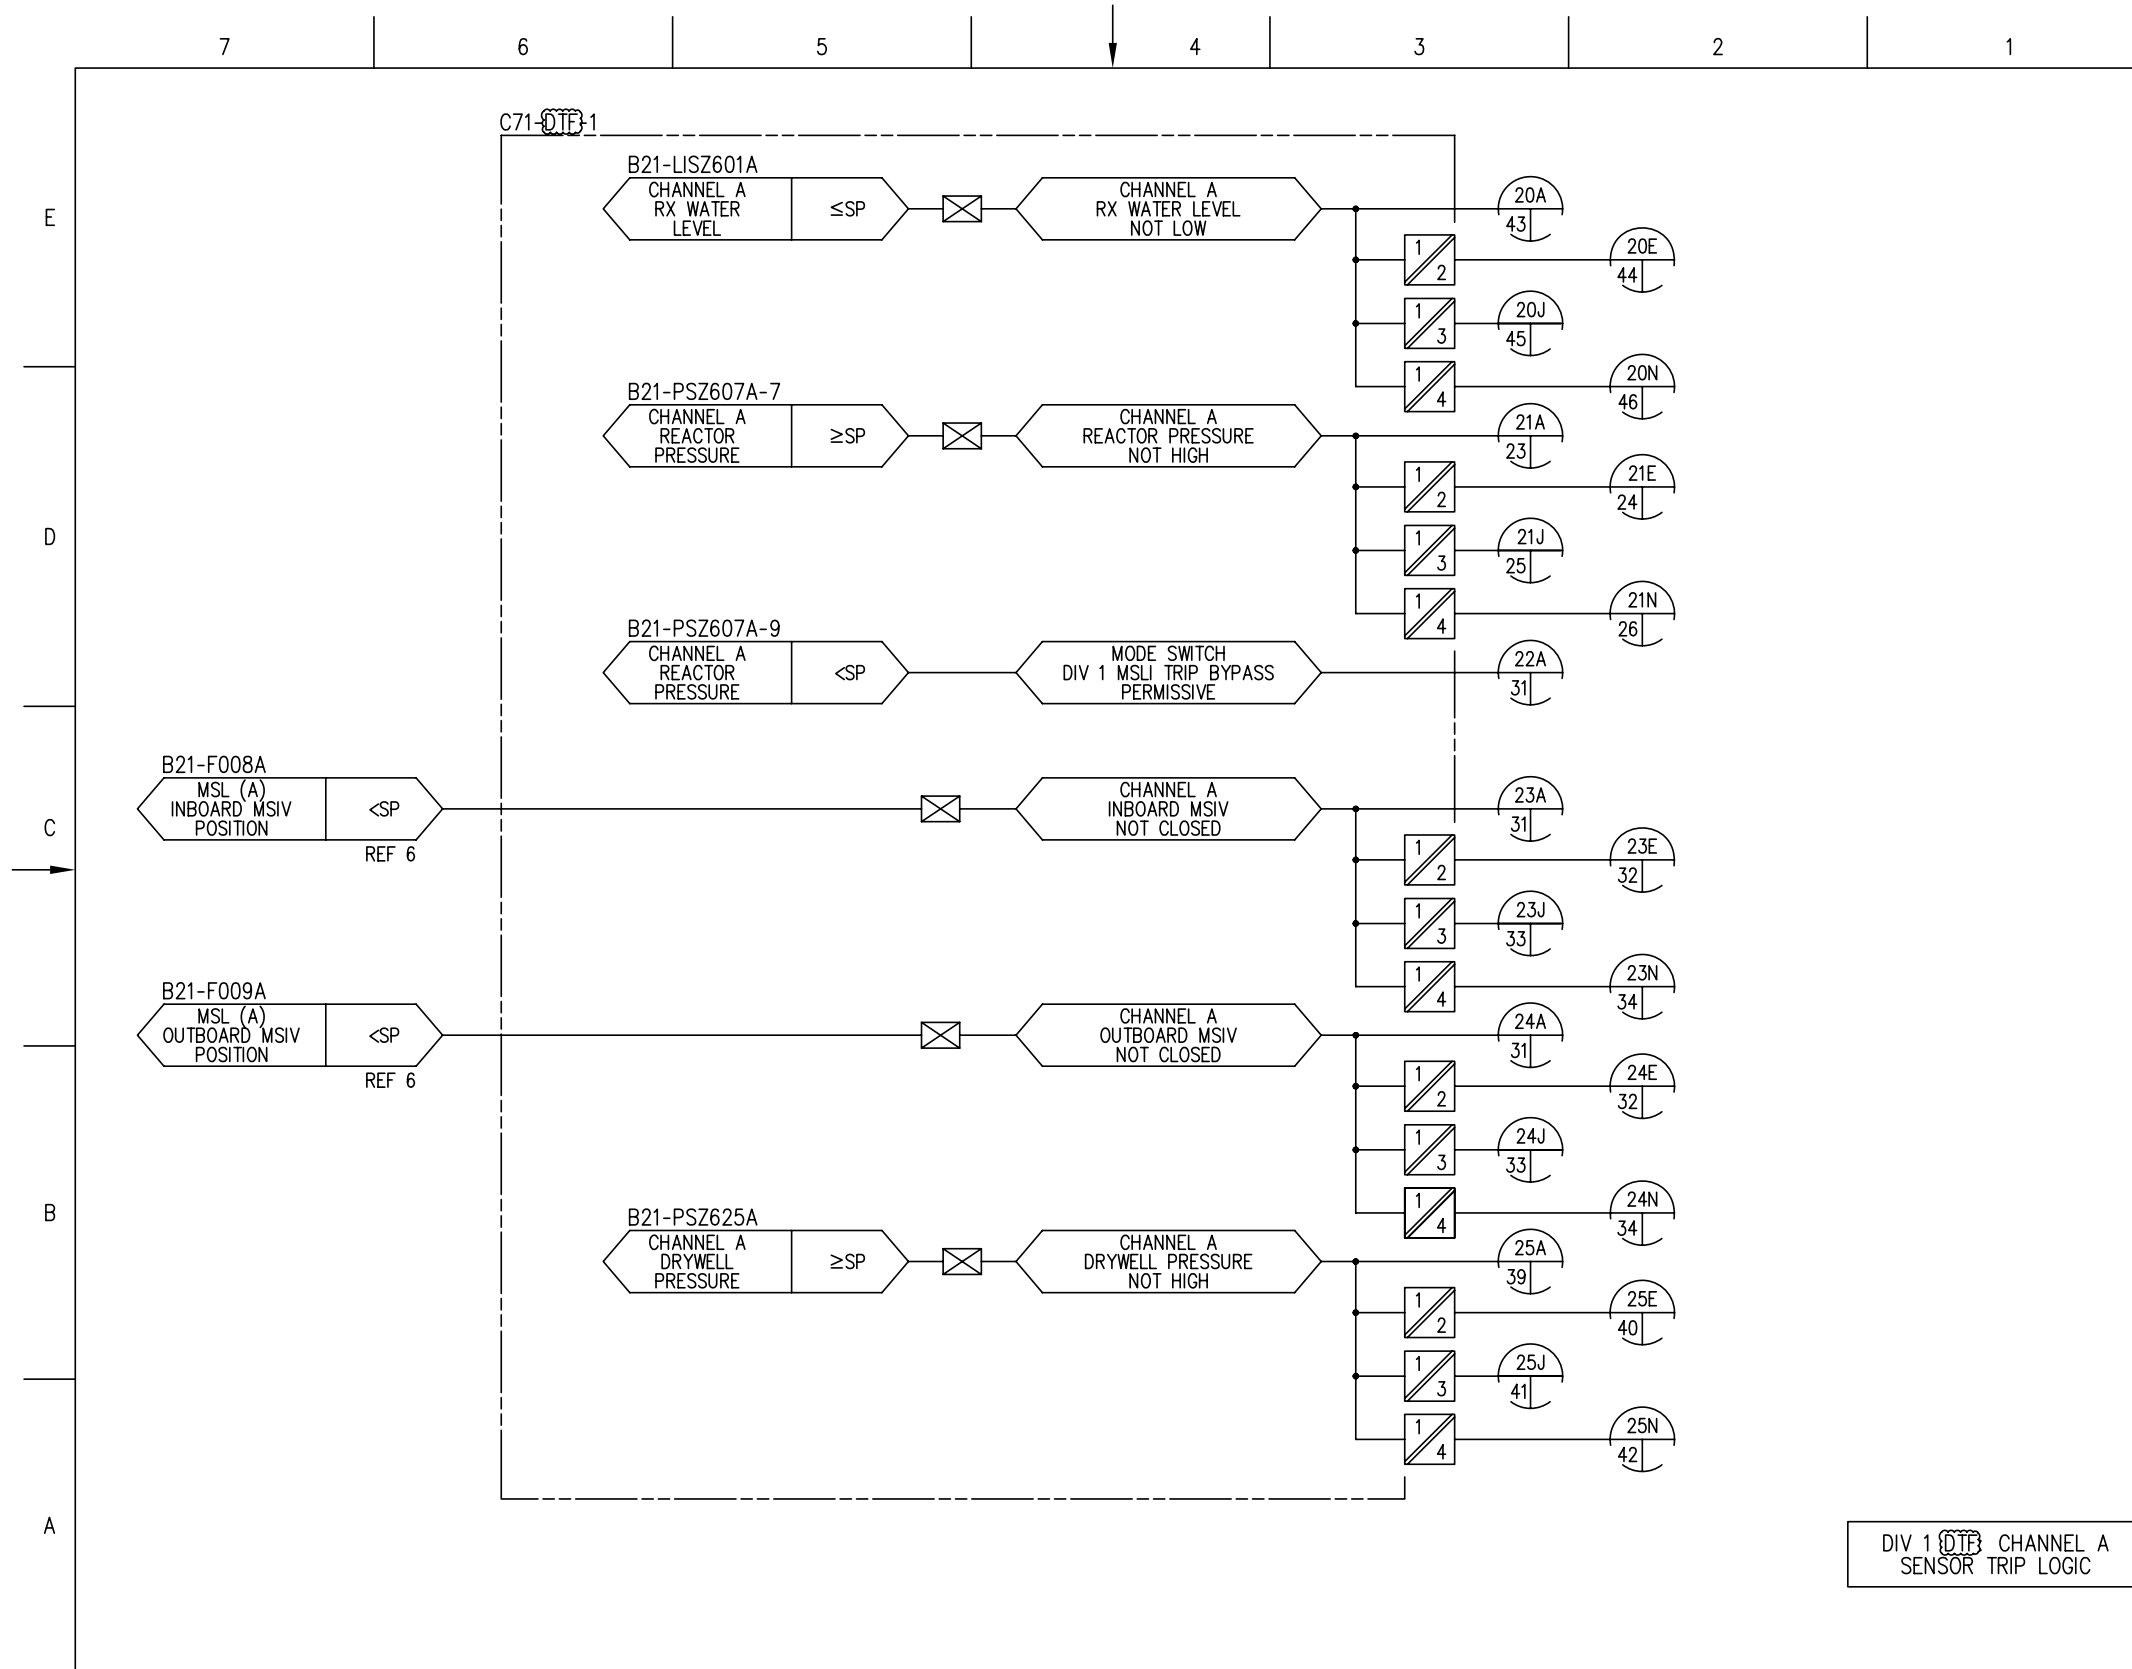 7 6 5 4 3 2 1
C71-DTF-1
E
B21-LISZ601A
CHANNEL A
RX WATER
LEVEL
≤SP
CHANNEL A
RX WATER LEVEL
NOT LOW
20A
43
1
2
20E
44
1
3
20J
45
1
4
20N
46
B21-PSZ607A-7
CHANNEL A
REACTOR
PRESSURE
≥SP
CHANNEL A
REACTOR PRESSURE
NOT HIGH
21A
23
1
2
21E
24
D
1
3
21J
25
1
4
21N
26
B21-PSZ607A-9
CHANNEL A
REACTOR
PRESSURE
<SP
MODE SWITCH
DIV 1 MSLI TRIP BYPASS
PERMISSIVE
22A
31
B21-F008A
MSL (A)
INBOARD MSIV
POSITION
<SP
REF 6
CHANNEL A
INBOARD MSIV
NOT CLOSED
23A
31
C
1
2
23E
32
1
3
23J
33
1
4
23N
34
B21-F009A
MSL (A)
OUTBOARD MSIV
POSITION
<SP
REF 6
CHANNEL A
OUTBOARD MSIV
NOT CLOSED
24A
31
1
2
24E
32
1
3
24J
33
1
4
24N
34
B
B21-PSZ625A
CHANNEL A
DRYWELL
PRESSURE
≥SP
CHANNEL A
DRYWELL PRESSURE
NOT HIGH
25A
39
1
2
25E
40
1
3
25J
41
1
4
25N
42
A
DIV 1 DTF CHANNEL A
SENSOR TRIP LOGIC